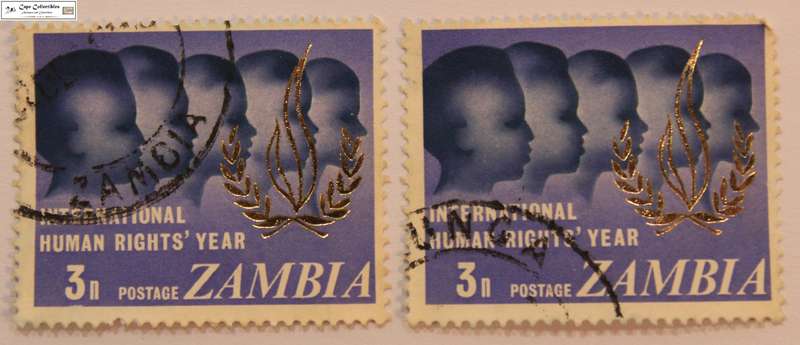 Cape Collectibles
ZAMBIA
INTERNATIONAL
HUMAN RIGHTS' YEAR
3n POSTAGE ZAMBIA
INTERNATIONAL
HUMAN RIGHTS' YEAR
3n POSTAGE ZAMBIA